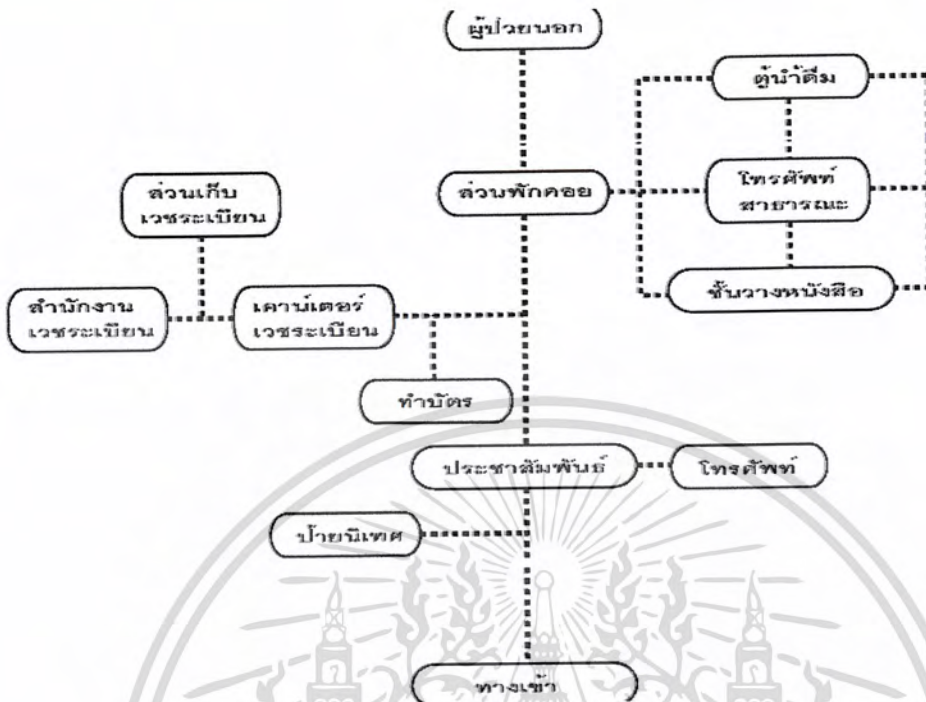 ผู้ป่วยนอก
ตู้น้ำดื่ม
ส่วนพักคอย
โทรศัพท์
สาธารณะ
ชั้นวางหนังสือ
ส่วนเก็บ
เวชระเบียน
สำนักงาน
เวชระเบียน
เคาน์เตอร์
เวชระเบียน
ทำบัตร
ประชาสัมพันธ์
โทรศัพท์
ป้ายนิเทศ
ทางเข้า